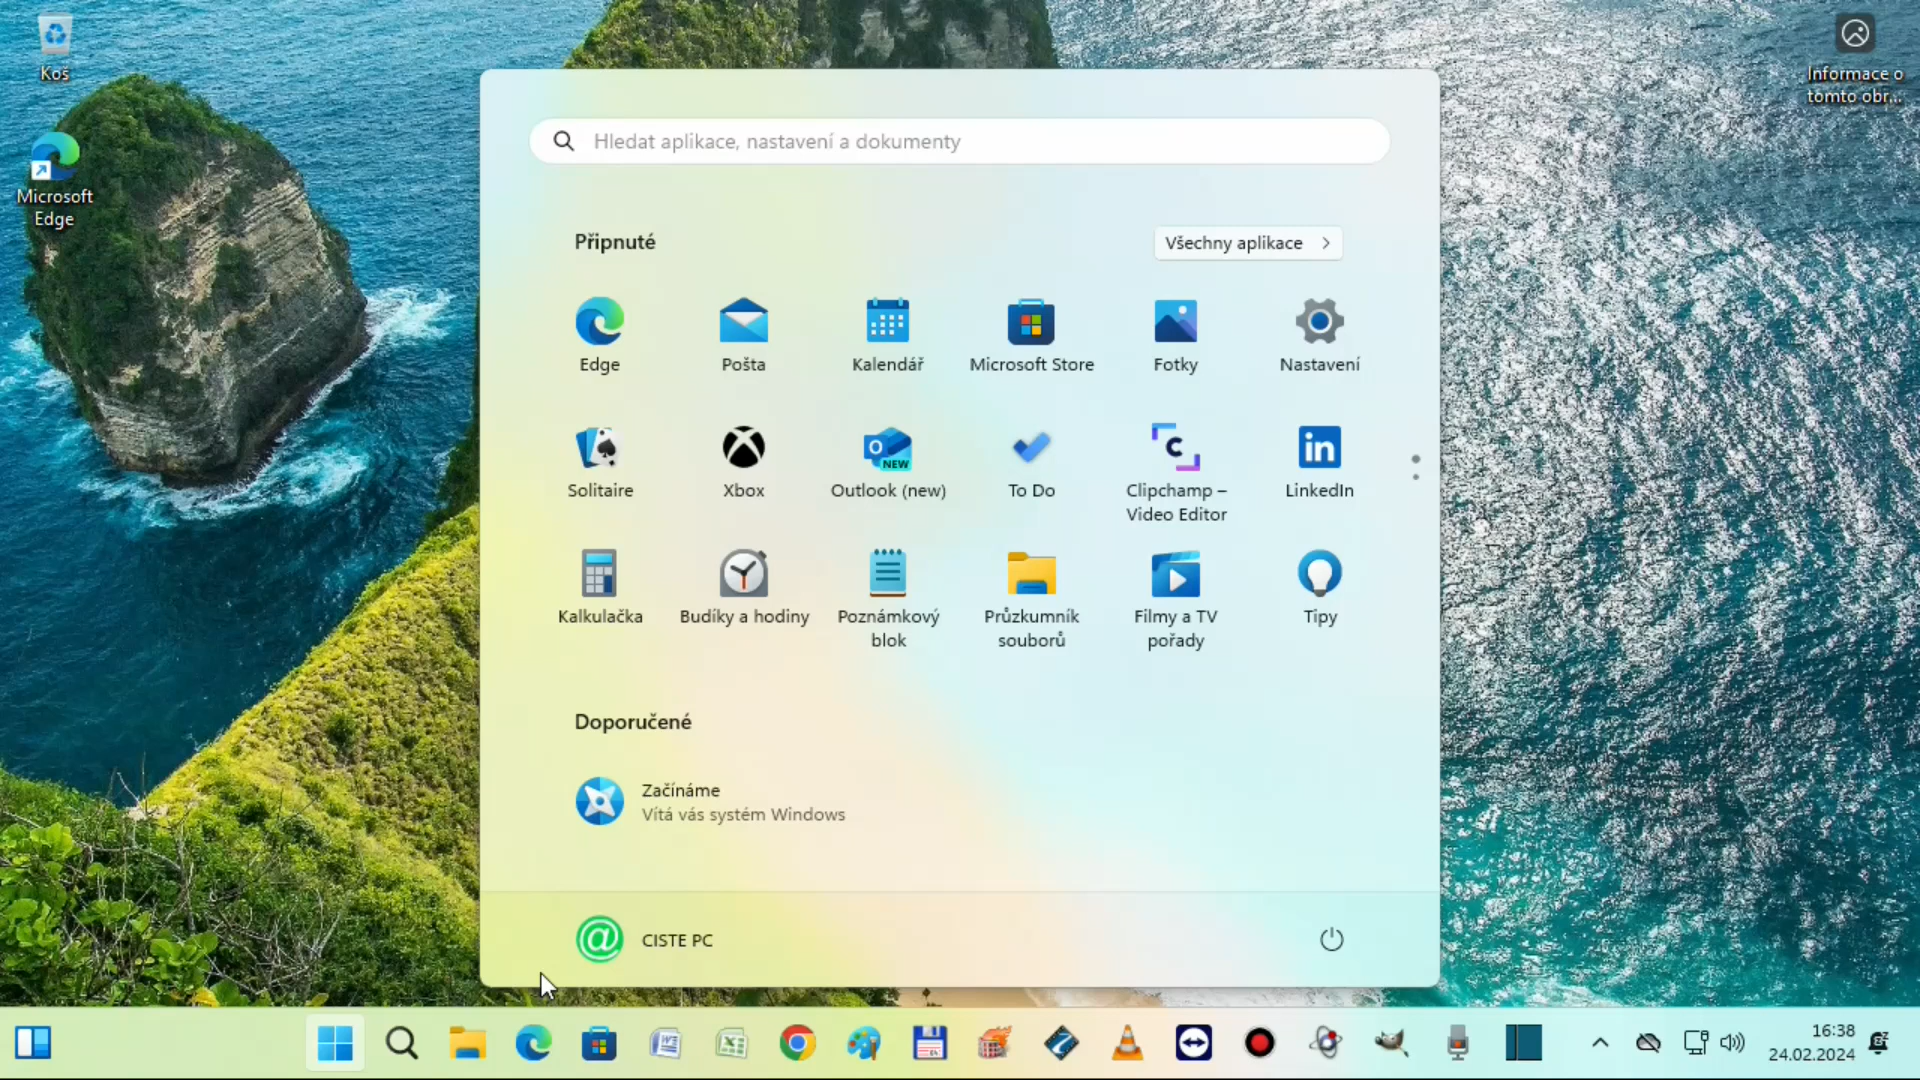 Koš
Microsoft
Edge
Informace o
tomto obr...
Hledat aplikace, nastavení a dokumenty
Připnuté
Všechny aplikace
Edge
Pošta
Kalendář
Microsoft Store
Fotky
Nastavení
Solitaire
Xbox
Outlook (new)
To Do
Clipchamp –
Video Editor
LinkedIn
Kalkulačka
Budíky a hodiny
Poznámkový
blok
Průzkumník
souborů
Filmy a TV
pořady
Tipy
Doporučené
Začínáme
Vítá vás systém Windows
CISTE PC
16:38
24.02.2024